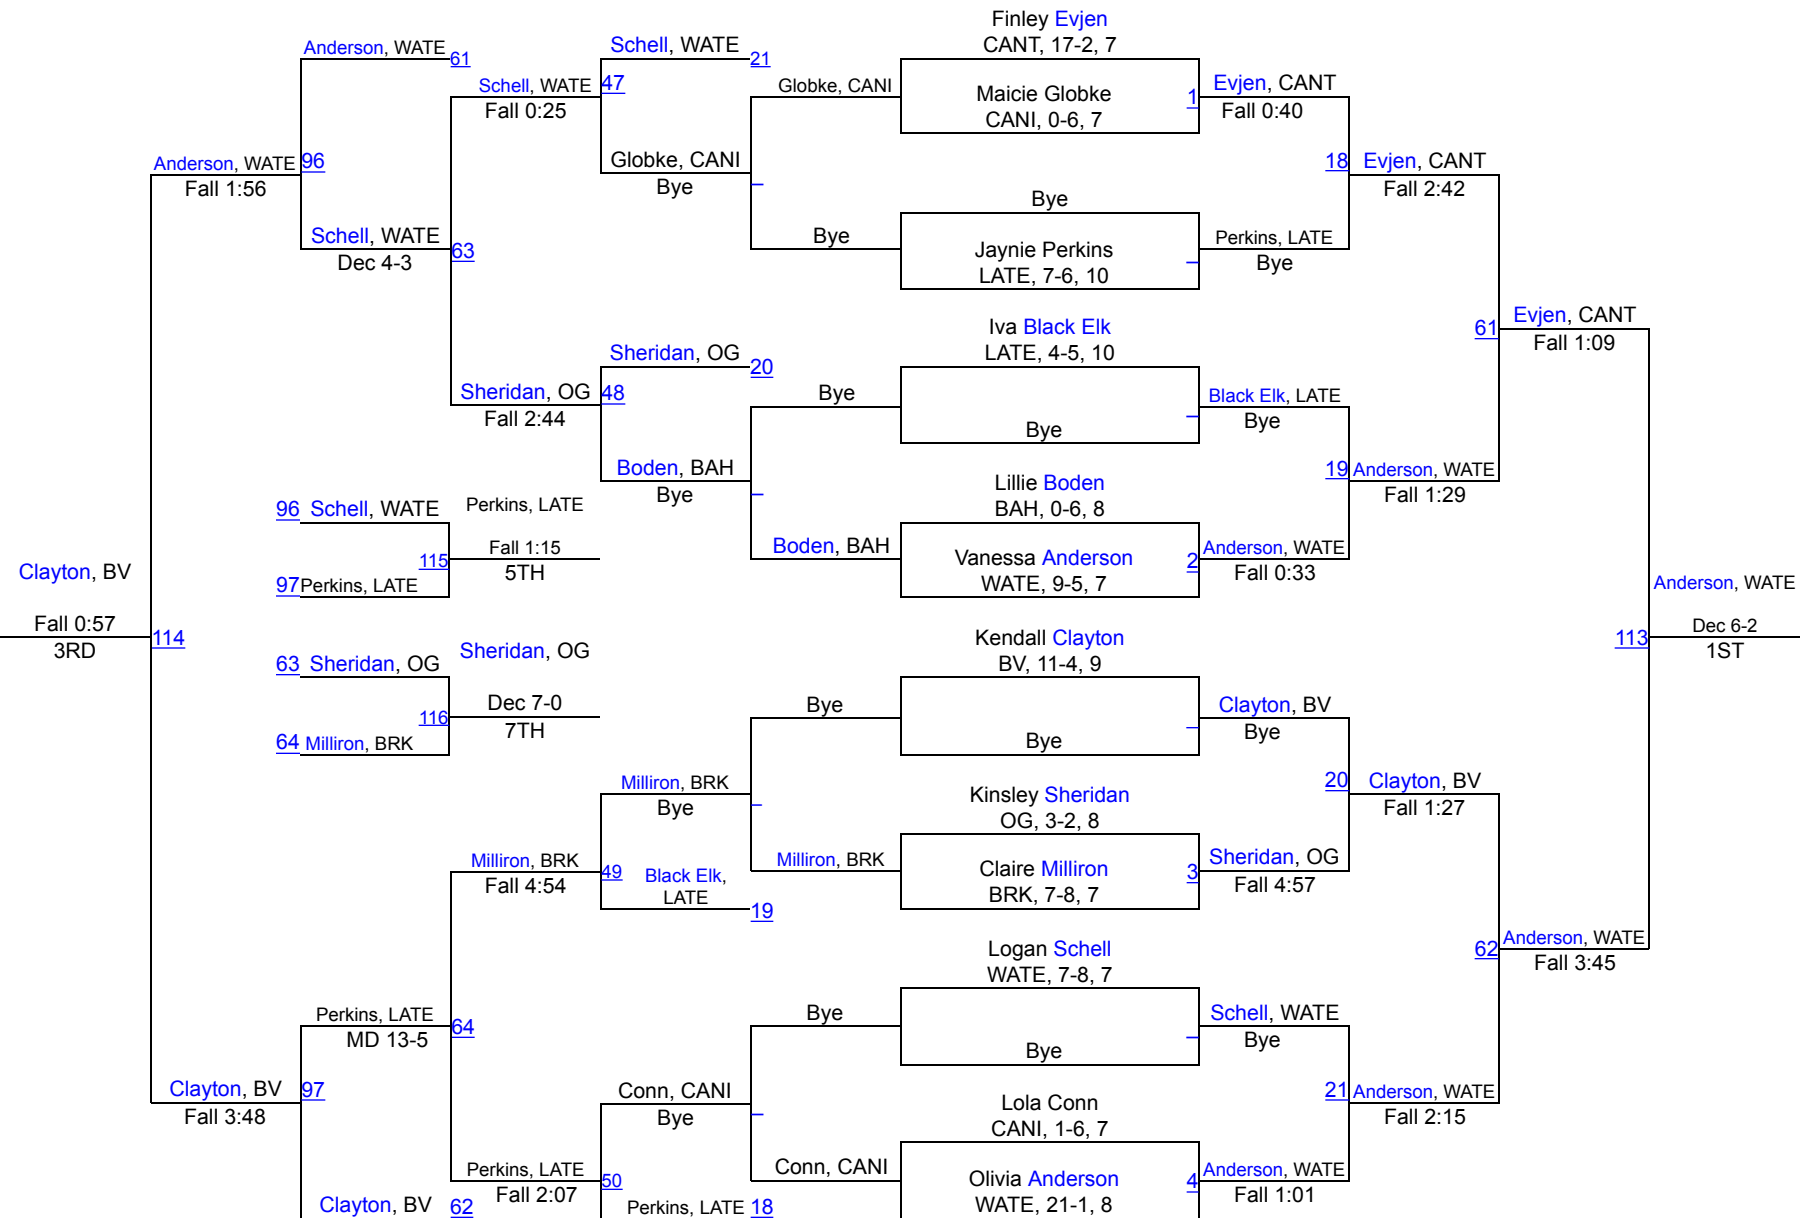 Finley Evjen
CANT, 17-2, 7
Anderson, WATE
61
Schell, WATE
21
Schell, WATE
47
Fall 0:25
Globke, CANI
Maicie Globke
CANI, 0-6, 7
1
Evjen, CANT
Fall 0:40
Anderson, WATE
96
Fall 1:56
Globke, CANI
Bye
18
Evjen, CANT
Fall 2:42
Bye
Schell, WATE
Dec 4-3
63
Bye
Jaynie Perkins
LATE, 7-6, 10
Perkins, LATE
Bye
Iva Black Elk
LATE, 4-5, 10
61
Evjen, CANT
Fall 1:09
Sheridan, OG
20
Sheridan, OG
48
Fall 2:44
Bye
Bye
Black Elk, LATE
Bye
Boden, BAH
Bye
Lillie Boden
BAH, 0-6, 8
19
Anderson, WATE
Fall 1:29
96
Schell, WATE
Perkins, LATE
115
Fall 1:15
5TH
97
Perkins, LATE
Boden, BAH
Vanessa Anderson
WATE, 9-5, 7
2
Anderson, WATE
Fall 0:33
Clayton, BV
Fall 0:57
3RD
114
Anderson, WATE
113
Dec 6-2
1ST
Kendall Clayton
BV, 11-4, 9
63
Sheridan, OG
Sheridan, OG
116
Dec 7-0
7TH
64
Milliron, BRK
Bye
Bye
Clayton, BV
Bye
Milliron, BRK
Bye
Kinsley Sheridan
OG, 3-2, 8
20
Clayton, BV
Fall 1:27
Milliron, BRK
Fall 4:54
49
Black Elk,
LATE
19
Milliron, BRK
Claire Milliron
BRK, 7-8, 7
3
Sheridan, OG
Fall 4:57
Logan Schell
WATE, 7-8, 7
62
Anderson, WATE
Fall 3:45
Perkins, LATE
MD 13-5
64
Bye
Bye
Schell, WATE
Bye
Clayton, BV
Fall 3:48
97
Conn, CANI
Bye
Lola Conn
CANI, 1-6, 7
21
Anderson, WATE
Fall 2:15
Perkins, LATE
Fall 2:07
50
Conn, CANI
Olivia Anderson
WATE, 21-1, 8
4
Anderson, WATE
Fall 1:01
Clayton, BV
62
Perkins, LATE
18